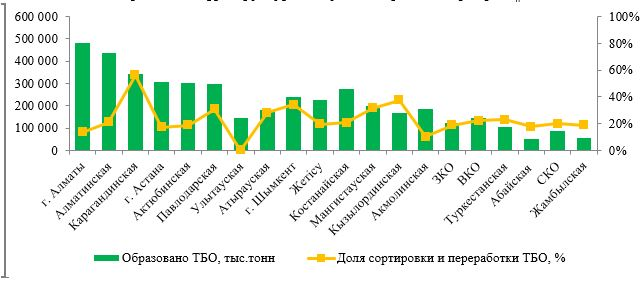 600 000
500 000
400 000
300 000
200 000
100 000
0
100%
80%
60%
40%
20%
0%
г. Алматы
Алматинская
Карагандинская
г. Астана
Актюбинская
Павлодарская
Улытауская
Атырауская
г. Шымкент
Жетісу
Костанайская
Мангистауская
Кызылординская
Акмолинская
ЗКО
ВКО
Туркестанская
Абайская
СКО
Жамбылская
Образовано ТБО, тыс.тонн
Доля сортировки и переработки ТБО, %